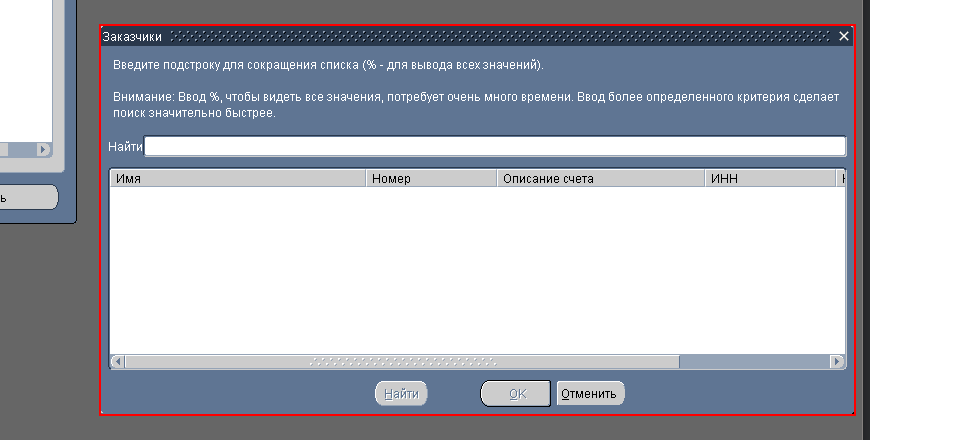 Заказчики
Введите подстроку для сокращения списка (% - для вывода всех значений).
Внимание: Ввод %, чтобы видеть все значения, потребует очень много времени. Ввод более определенного критерия сделает
поиск значительно быстрее.
Найти
Имя Номер Описание счета ИНН
ь
Найти OK Отменить